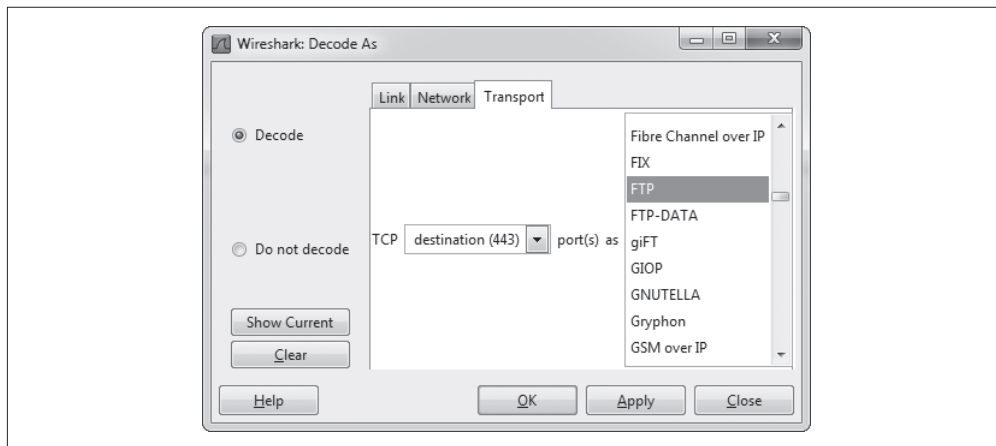 Wireshark: Decode As
Link Network Transport
Decode
Do not decode
Show Current
Clear
TCP destination (443) port(s) as
Fibre Channel over IP
FIX
FTP
FTP-DATA
giFT
GIOP
GNUTELLA
Gryphon
GSM over IP
Help
OK
Apply
Close